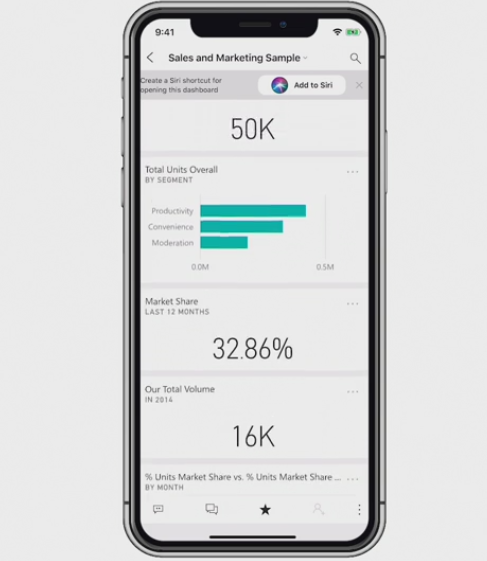 9:41
Sales and Marketing Sample
Create a Siri shortcut for
opening this dashboard
Add to Siri
50K
Total Units Overall
BY SEGMENT
Productivity
Convenience
Moderation
0.0M 0.5M
Market Share
LAST 12 MONTHS
32.86%
Our Total Volume
IN 2014
16K
% Units Market Share vs. % Units Market Share ...
BY MONTH